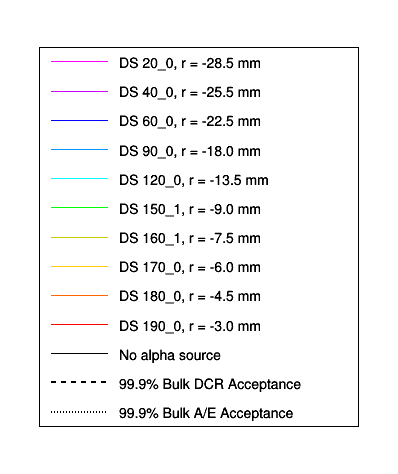 DS 20_0, r = -28.5 mm
DS 40_0, r = -25.5 mm
DS 60_0, r = -22.5 mm
DS 90_0, r = -18.0 mm
DS 120_0, r = -13.5 mm
DS 150_1, r = -9.0 mm
DS 160_1, r = -7.5 mm
DS 170_0, r = -6.0 mm
DS 180_0, r = -4.5 mm
DS 190_0, r = -3.0 mm
No alpha source
99.9% Bulk DCR Acceptance
99.9% Bulk A/E Acceptance